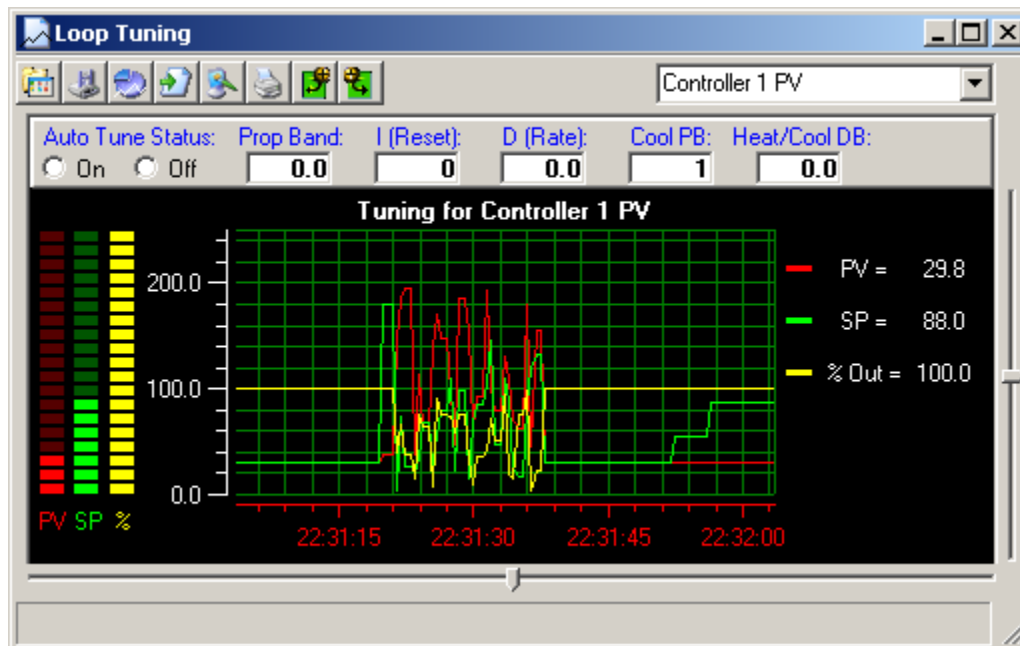 Loop Tuning
Controller 1 PV
Auto Tune Status: Prop Band: I (Reset): D (Rate): Cool PB: Heat/Cool DB:
On Off 0.0 0 0.0 1 0.0
Tuning for Controller 1 PV
200.0
100.0
0.0
PV SP %
22:31:15 22:31:30 22:31:45 22:32:00
PV = 29.8
SP = 88.0
% Out = 100.0